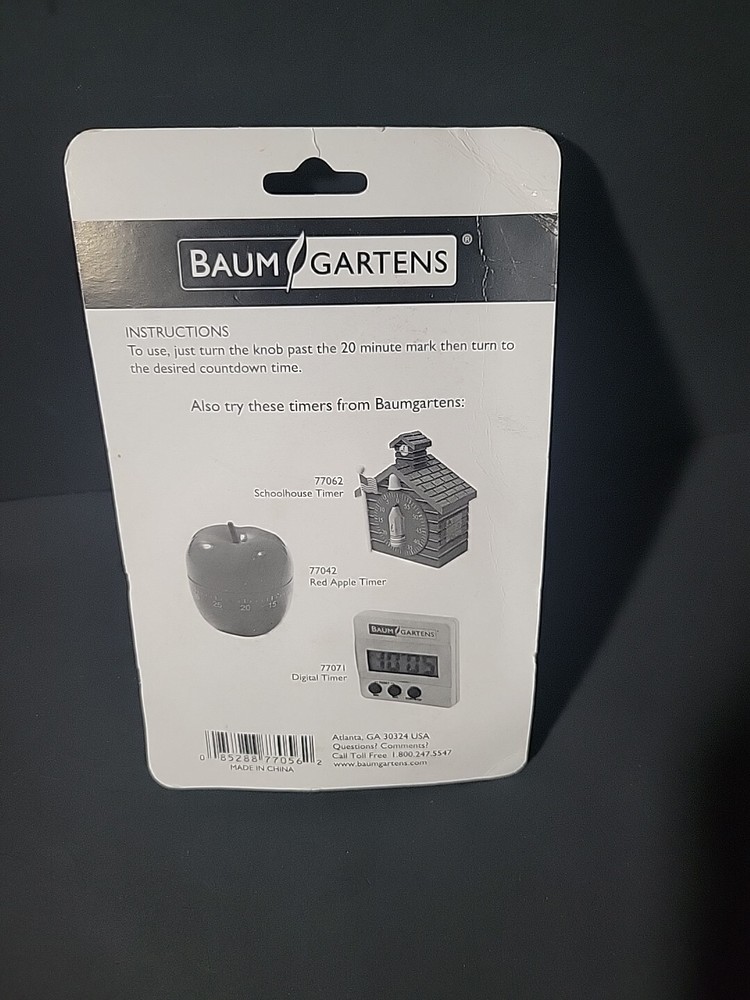 BAUM GARTENS ®
INSTRUCTIONS
To use, just turn the knob past the 20 minute mark then turn to
the desired countdown time.
Also try these timers from Baumgartens:
77062
Schoolhouse Timer
77042
Red Apple Timer
25 20 15
BAUM GARTENS
77071
Digital Timer
0 85288 77056 2
MADE IN CHINA
Atlanta, GA 30324 USA
Questions? Comments?
Call Toll Free 1.800.247.5547
www.baumgartens.com